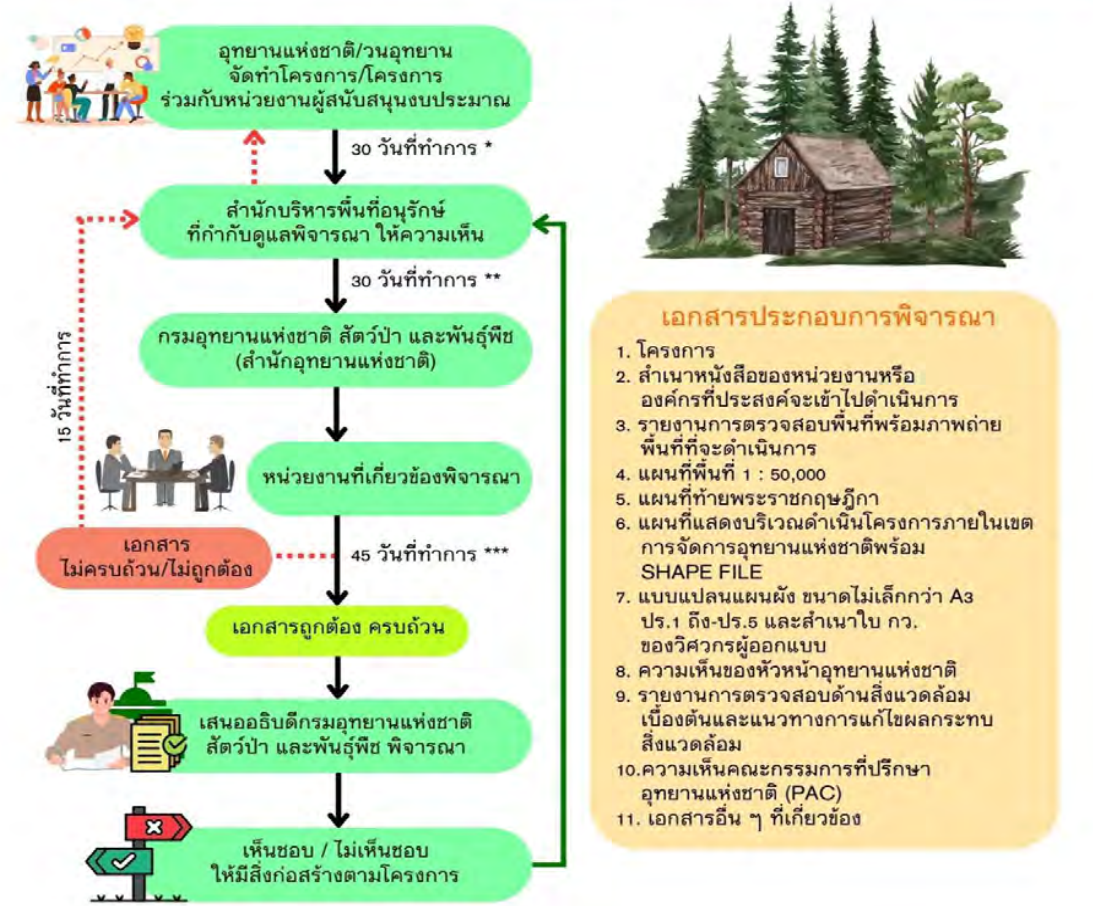 อุทยานแห่งชาติ/วนอุทยาน
จัดทำโครงการ/โครงการ
ร่วมกับหน่วยงานผู้สนับสนุนงบประมาณ
30 วันที่ทำการ *
สำนักบริหารพื้นที่อนุรักษ์
ที่กำกับดูแลพิจารณา ให้ความเห็น
30 วันที่ทำการ **
กรมอุทยานแห่งชาติ สัตว์ป่า และพันธุ์พืช
(สำนักอุทยานแห่งชาติ)
15 วันที่ทำการ
หน่วยงานที่เกี่ยวข้องพิจารณา
เอกสาร
ไม่ครบถ้วน/ไม่ถูกต้อง
45 วันที่ทำการ ***
เอกสารถูกต้อง ครบถ้วน
เสนออธิบดีกรมอุทยานแห่งชาติ
สัตว์ป่า และพันธุ์พืช พิจารณา
เห็นชอบ / ไม่เห็นชอบ
ให้มีสิ่งก่อสร้างตามโครงการ
เอกสารประกอบการพิจารณา
1. โครงการ
2. สำเนาหนังสือของหน่วยงานหรือ
องค์กรที่ประสงค์จะเข้าไปดำเนินการ
3. รายงานการตรวจสอบพื้นที่พร้อมภาพถ่าย
พื้นที่ที่จะดำเนินการ
4. แผนที่พื้นที่ 1 : 50,000
5. แผนที่ท้ายพระราชกฤษฎีกา
6. แผนที่แสดงบริเวณดำเนินโครงการภายในเขต
การจัดการอุทยานแห่งชาติพร้อม
SHAPE FILE
7. แบบแปลนแผนผัง ขนาดไม่เล็กกว่า A3
ปร.1 ถึง-ปร.5 และสำเนาใบ กว.
ของวิศวกรผู้ออกแบบ
8. ความเห็นของหัวหน้าอุทยานแห่งชาติ
9. รายงานการตรวจสอบด้านสิ่งแวดล้อม
เบื้องต้นและแนวทางการแก้ไขผลกระทบ
สิ่งแวดล้อม
10.ความเห็นคณะกรรมการที่ปรึกษา
อุทยานแห่งชาติ (PAC)
11. เอกสารอื่น ๆ ที่เกี่ยวข้อง